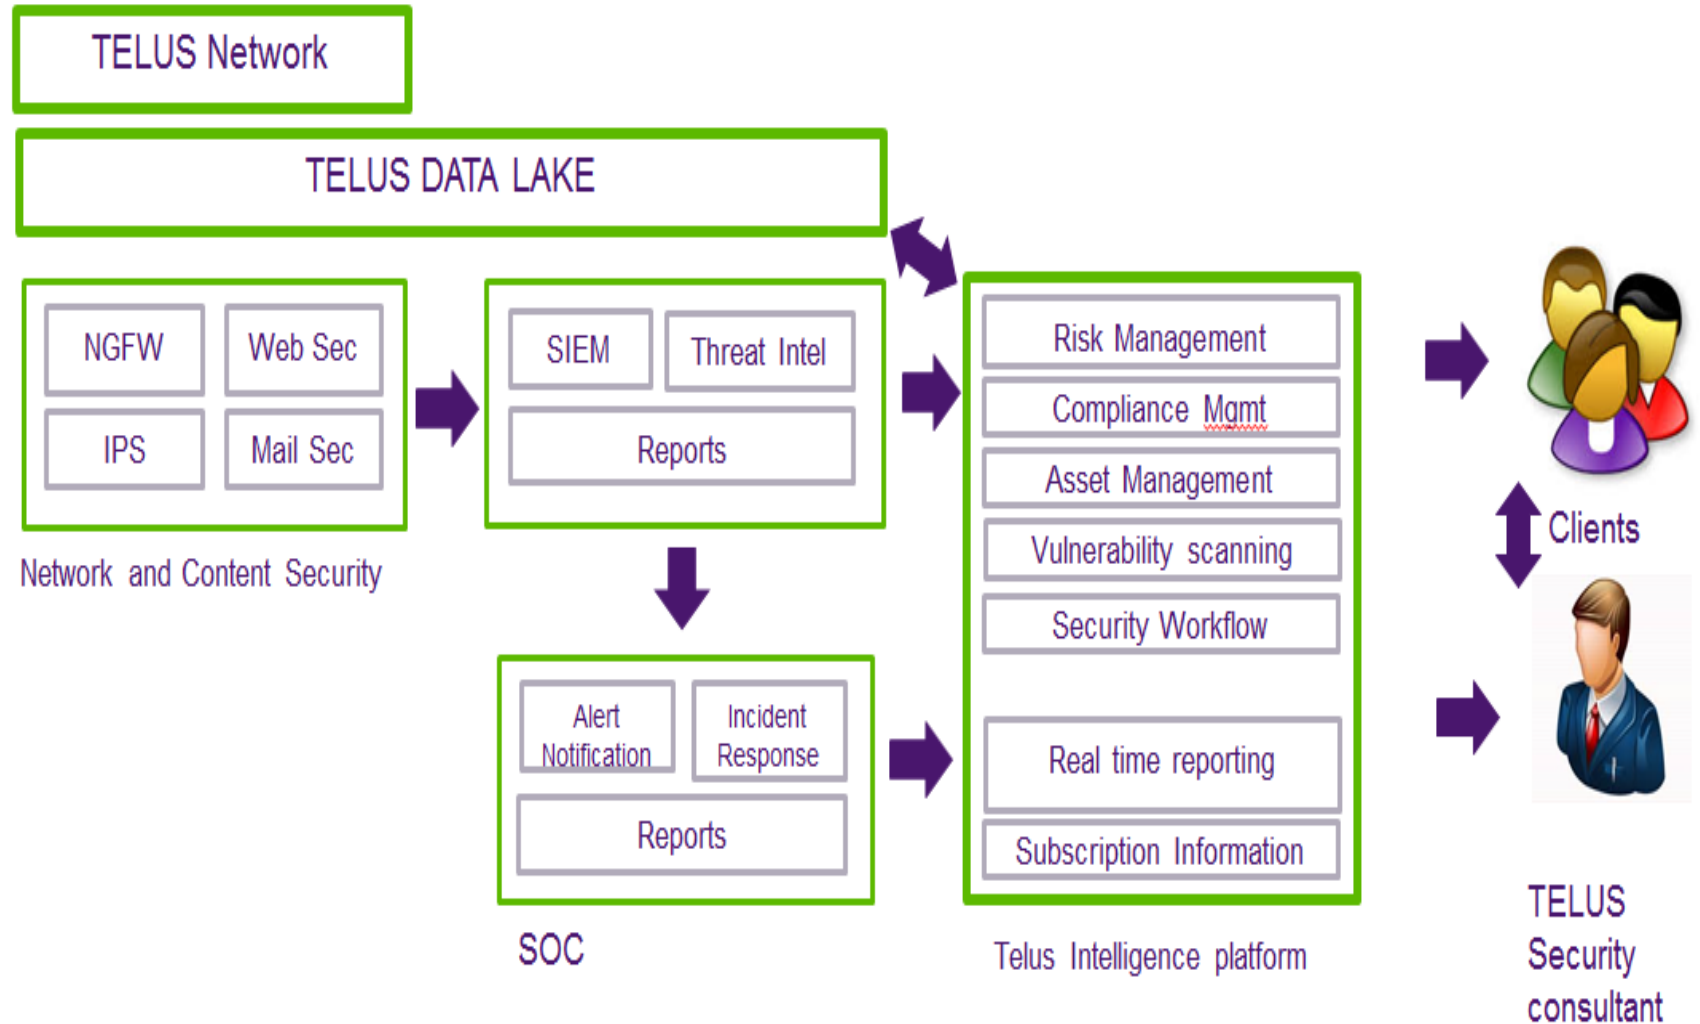 TELUS Network
TELUS DATA LAKE
NGFW
Web Sec
IPS
Mail Sec
Network and Content Security
SIEM
Threat Intel
Reports
Alert
Notification
Incident
Response
Reports
SOC
Risk Management
Compliance Mgmt
Asset Management
Vulnerability scanning
Security Workflow
Real time reporting
Subscription Information
Telus Intelligence platform
Clients
TELUS
Security
consultant